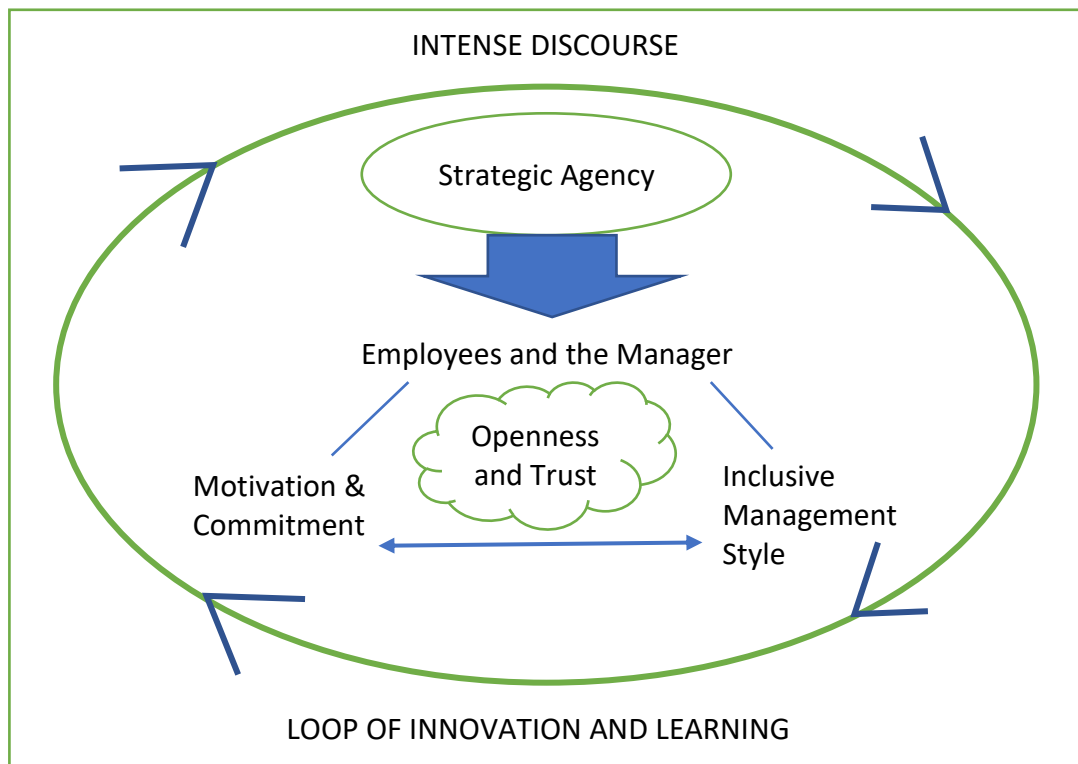 INTENSE DISCOURSE
Strategic Agency
Employees and the Manager
Openness
and Trust
Motivation &
Commitment
Inclusive
Management
Style
LOOP OF INNOVATION AND LEARNING